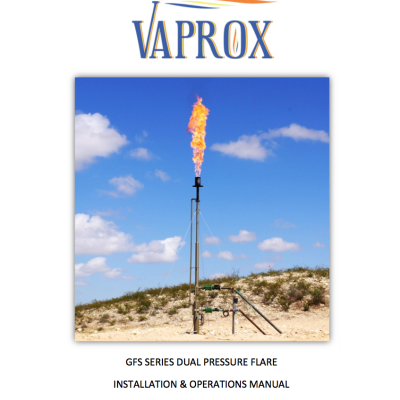 VAPROX
GFS SERIES DUAL PRESSURE FLARE
INSTALLATION & OPERATIONS MANUAL